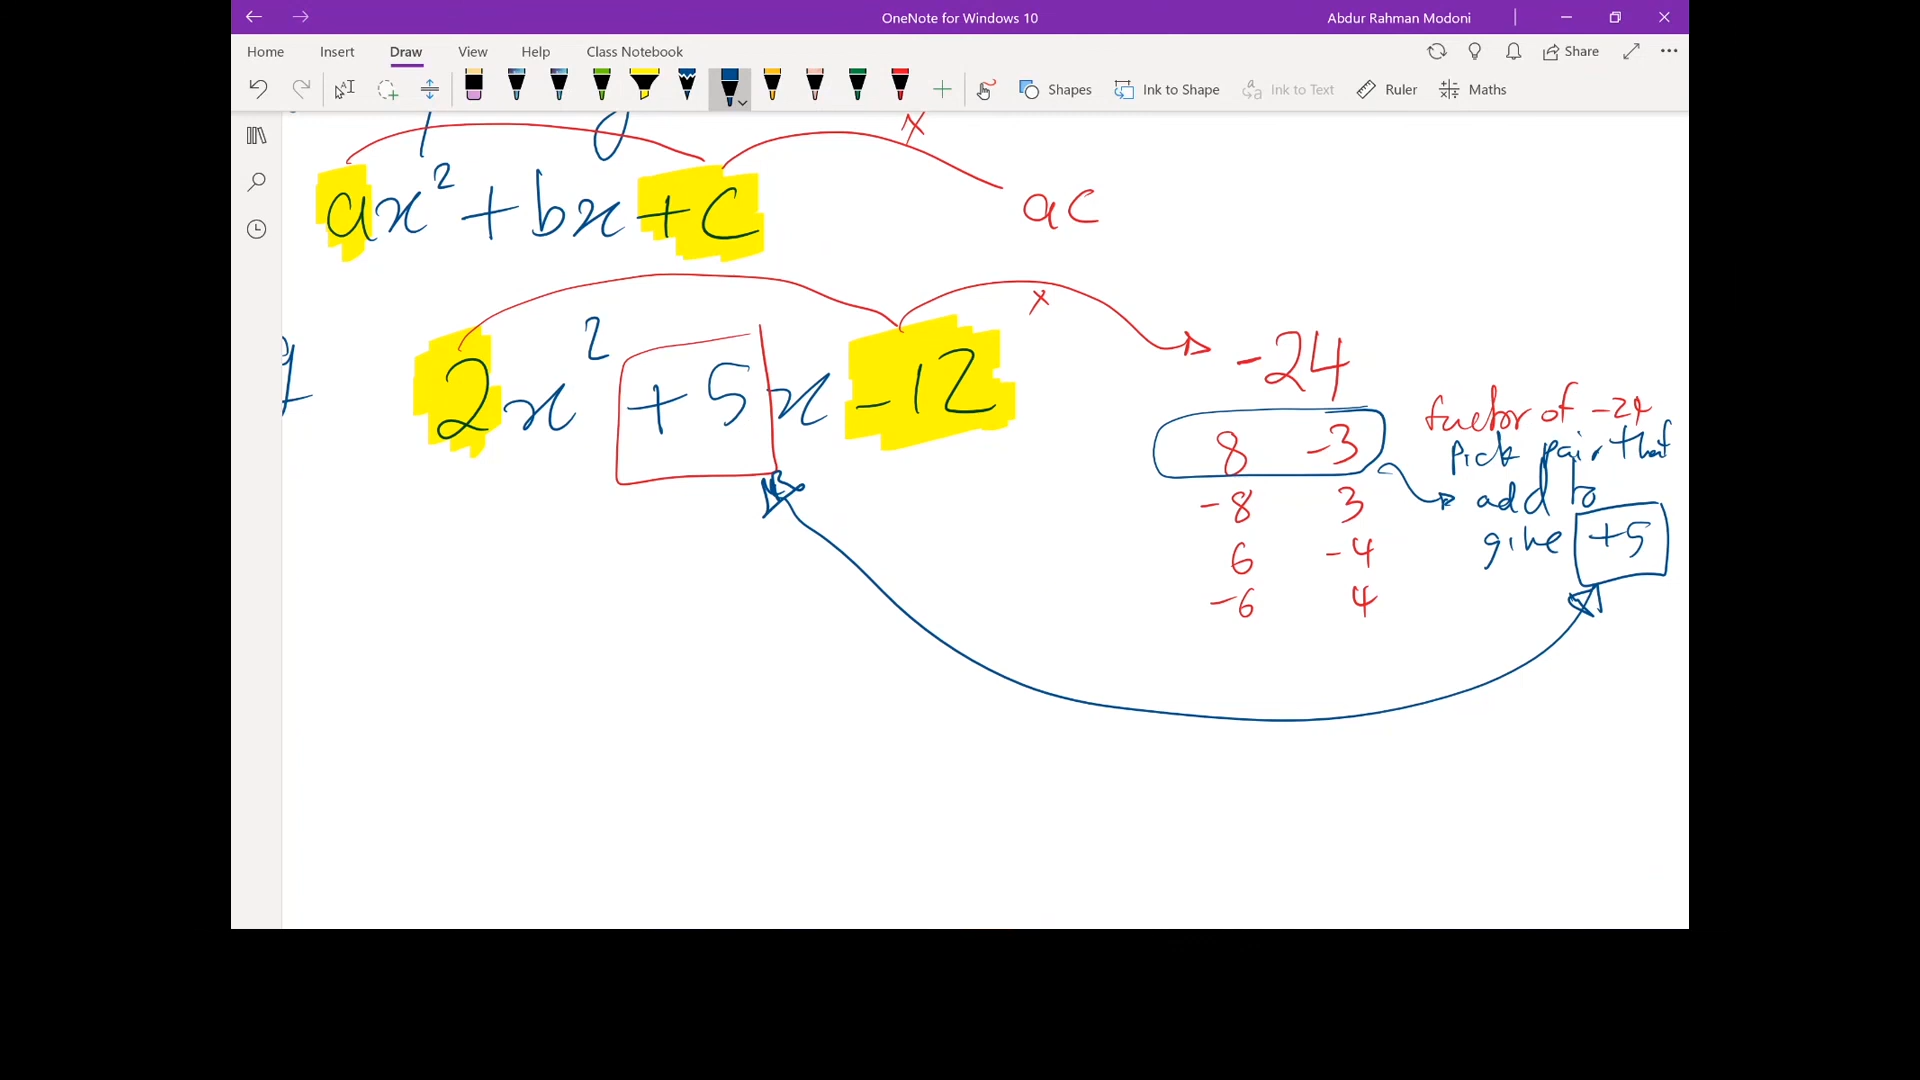 OneNote for Windows 10
Abdur Rahman Modoni
Home Insert Draw View Help Class Notebook
Share
Shapes Ink to Shape Ink to Text Ruler Maths
ax² + bx + c
x
ac
2x² + 5x - 12
x
-24
factor of -24
8 -3
Pick pair that
-8 3
add to
6 -4
give +5
-6 4